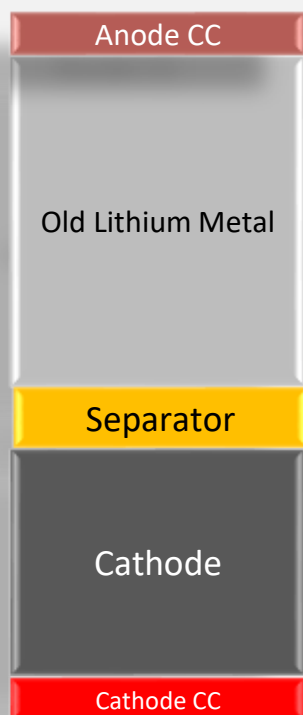 Anode CC
Old Lithium Metal
Separator
Cathode
Cathode CC